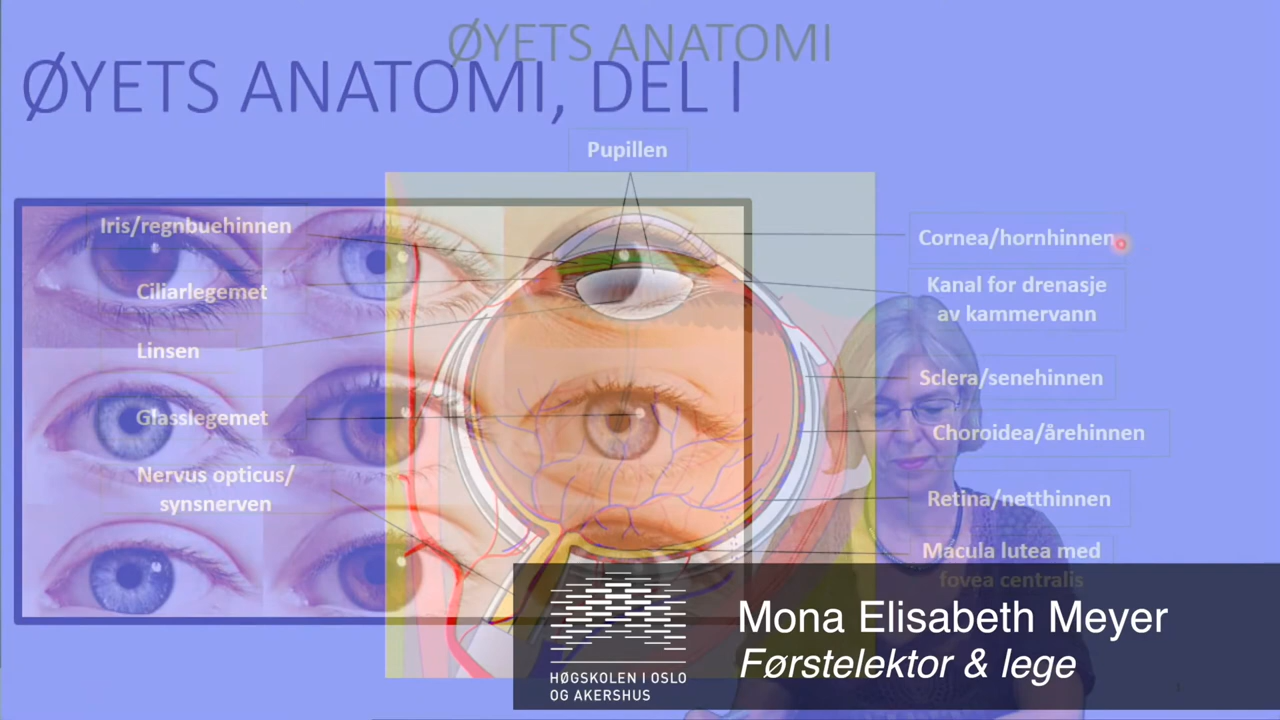 ØYETS ANATOMI
ØYETS ANATOMI, DEL I
Pupillen
Iris/regnbuehinnen
Ciliarlegemet
Linsen
Glasslegemet
Nervus opticus/
synsnerven
Cornea/hornhinnen
Kanal for drenasje
av kammervann
Sclera/senehinnen
Choroidea/årehinnen
Retina/netthinnen
Macula lutea med
fovea centralis
HØGSKOLEN I OSLO
OG AKERSHUS
Mona Elisabeth Meyer
Førstelektor & lege
1